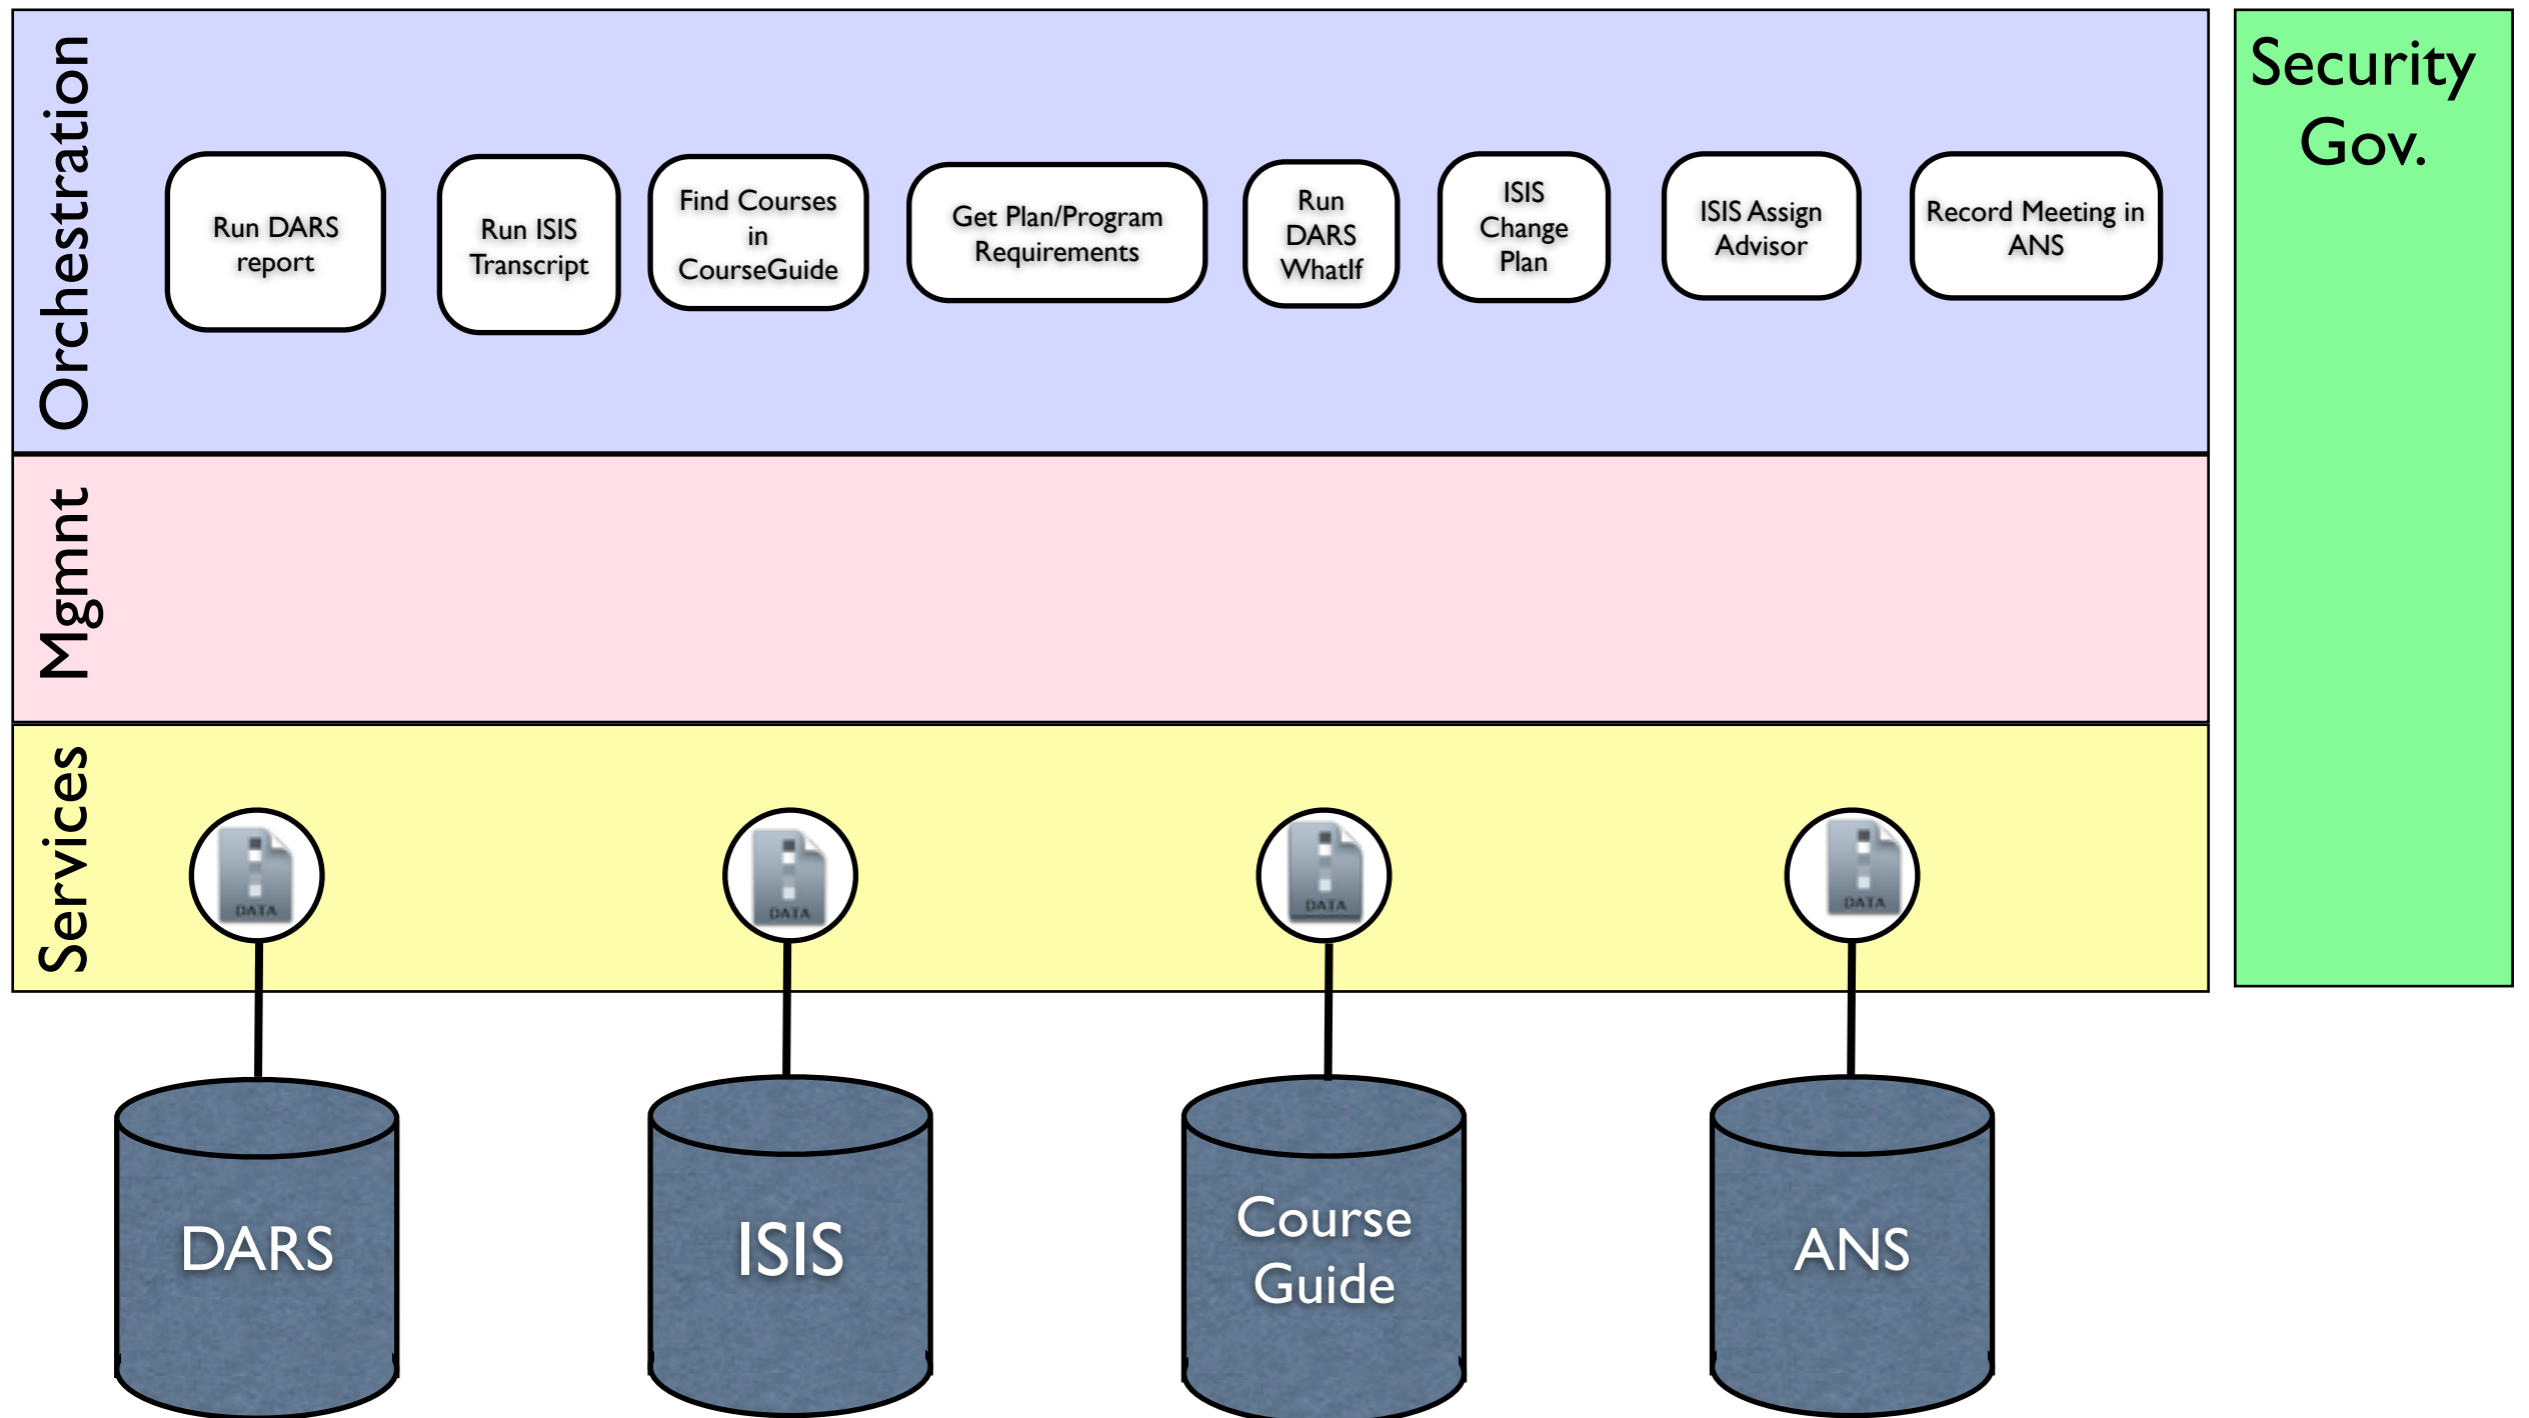 Orchestration
Run DARS
report
Run ISIS
Transcript
Find Courses
in
CourseGuide
Get Plan/Program
Requirements
Run
DARS
WhatIf
ISIS
Change
Plan
ISIS Assign
Advisor
Record Meeting in
ANS
Security
Gov.
Mgmnt
Services
DATA
DATA
DATA
DATA
DARS
ISIS
Course
Guide
ANS